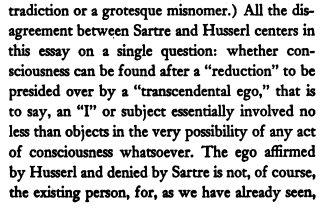 tradiction or a grotesque misnomer.) All the dis-
agreement between Sartre and Husserl centers in
this essay on a single question: whether con-
sciousness can be found after a “reduction” to be
presided over by a “transcendental ego,” that is
to say, an “I” or subject essentially involved no
less than objects in the very possibility of any act
of consciousness whatsoever. The ego affirmed
by Husserl and denied by Sartre is not, of course,
the existing person, for, as we have already seen,